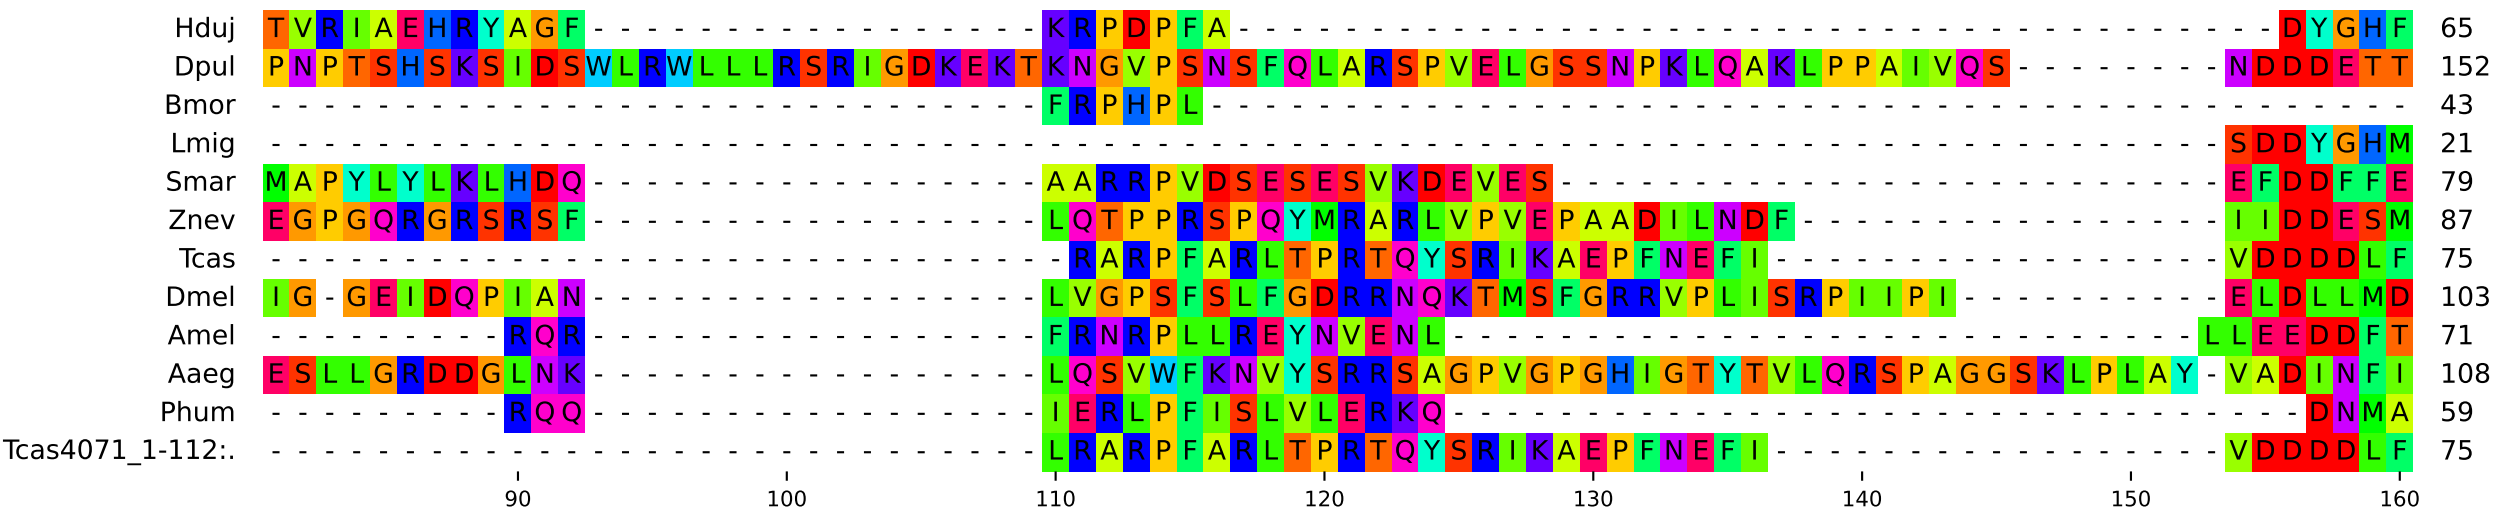 Hduj TVRIAEHRYAGF-----------------KRPDPFA---------------------------------------DYGHF 65
Dpul PNPTSHSKSIDSWLRWLLLRSRIGDKEKTKNGVPSNSFQLARSPVELGSSNPKLQAKLPPAIVQS--------NDDDETT 152
Bmor -----------------------------FRPHPL--------------------------------------------- 43
Lmig -------------------------------------------------------------------------SDDYGHM 21
Smar MAPYLYLKLHDQ-----------------AARRPVDSESESVKDEVES-------------------------EFDDFFE 79
Znev EGPGQRGRSRSF-----------------LQTPPRSPQYMRARLVPVEPAADILNDF----------------IIDDESM 87
Tcas ------------------------------RARPFARLTPRTQYSRIKAEPFNEFI-----------------VDDDDLF 75
Dmel IG-GEIDQPIAN-----------------LVGPSFSLFGDRRNQKTMSFGRRVPLISRPIIPI----------ELDLLMD 103
Amel ---------RQR-----------------FRNRPLLREYNVENL----------------------------LLEEDDFT 71
Aaeg ESLLGRDDGLNK-----------------LQSVWFKNVYSRRSAGPVGPGHIGTYTVLQRSPAGGSKLPLAY-VADINFI 108
Phum ---------RQQ-----------------IERLPFISLVLERKQ--------------------------------DNMA 59
Tcas4071_1-112:. -----------------------------LRARPFARLTPRTQYSRIKAEPFNEFI-----------------VDDDDLF 75
90 100 110 120 130 140 150 160